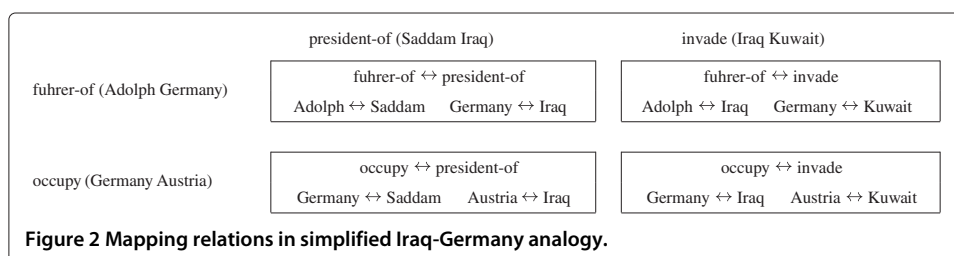 president-of (Saddam Iraq) invade (Iraq Kuwait)
fuhrer-of (Adolph Germany)
fuhrer-of ↔ president-of
Adolph ↔ Saddam Germany ↔ Iraq
fuhrer-of ↔ invade
Adolph ↔ Iraq Germany ↔ Kuwait
occupy (Germany Austria)
occupy ↔ president-of
Germany ↔ Saddam Austria ↔ Iraq
occupy ↔ invade
Germany ↔ Iraq Austria ↔ Kuwait
Figure 2 Mapping relations in simplified Iraq-Germany analogy.